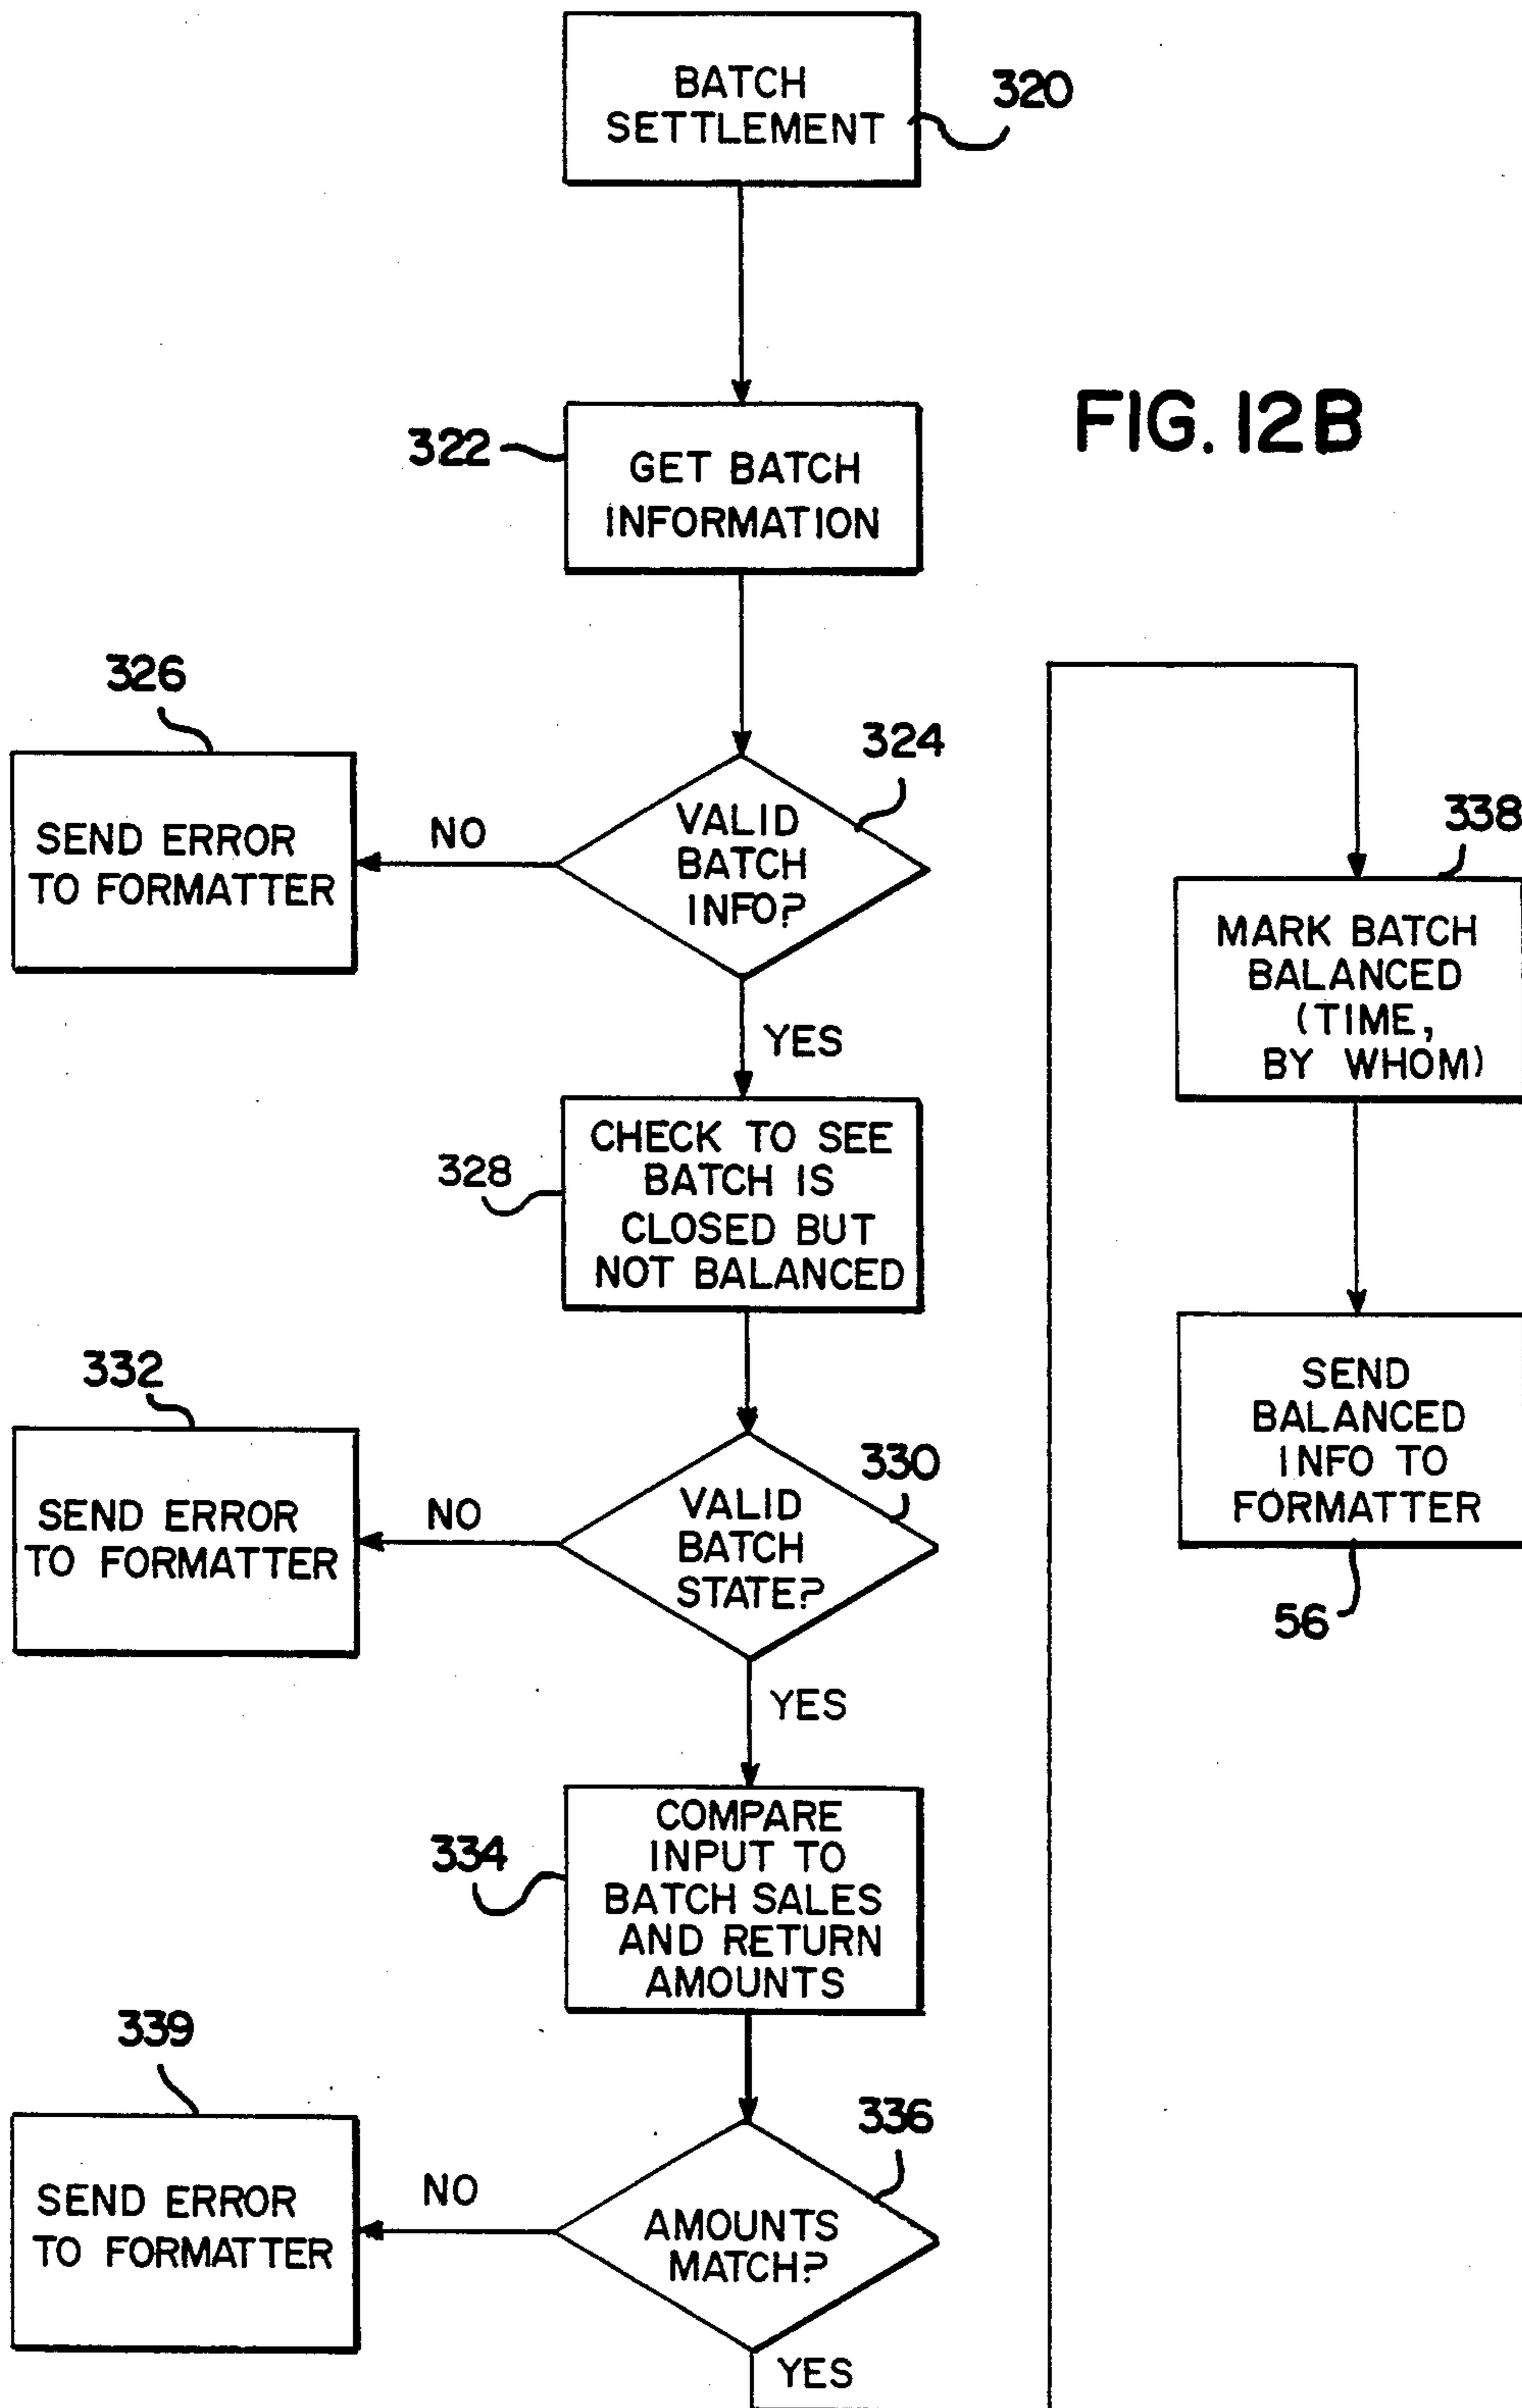 BATCH
SETTLEMENT
320
FIG. 12B
322
GET BATCH
INFORMATION
326
SEND ERROR
TO FORMATTER
NO
324
VALID
BATCH
INFO?
YES
328
CHECK TO SEE
BATCH IS
CLOSED BUT
NOT BALANCED
332
SEND ERROR
TO FORMATTER
NO
330
VALID
BATCH
STATE?
YES
334
COMPARE
INPUT TO
BATCH SALES
AND RETURN
AMOUNTS
339
SEND ERROR
TO FORMATTER
NO
336
AMOUNTS
MATCH?
YES
338
MARK BATCH
BALANCED
(TIME,
BY WHOM)
SEND
BALANCED
INFO TO
FORMATTER
56